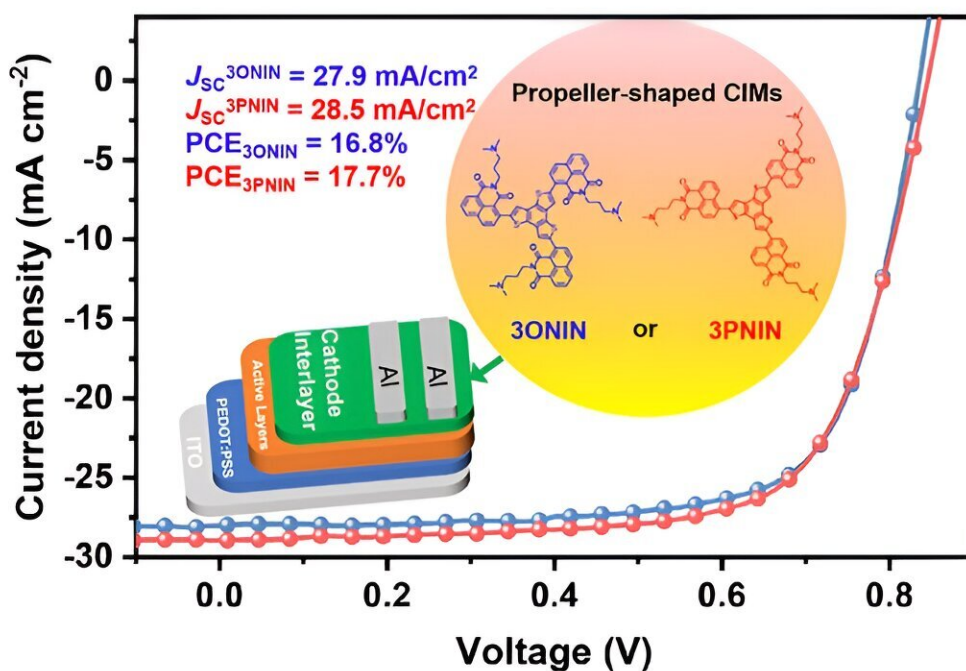 J_SC^3ONIN = 27.9 mA/cm²
J_SC^3PNIN = 28.5 mA/cm²
PCE_3ONIN = 16.8%
PCE_3PNIN = 17.7%
Propeller-shaped CIMs
3ONIN or 3PNIN
Cathode
Interlayer
Al Al
Active Layers
PEDOT:PSS
ITO
Current density (mA cm⁻²)
0
-5
-10
-15
-20
-25
-30
0.0 0.2 0.4 0.6 0.8
Voltage (V)